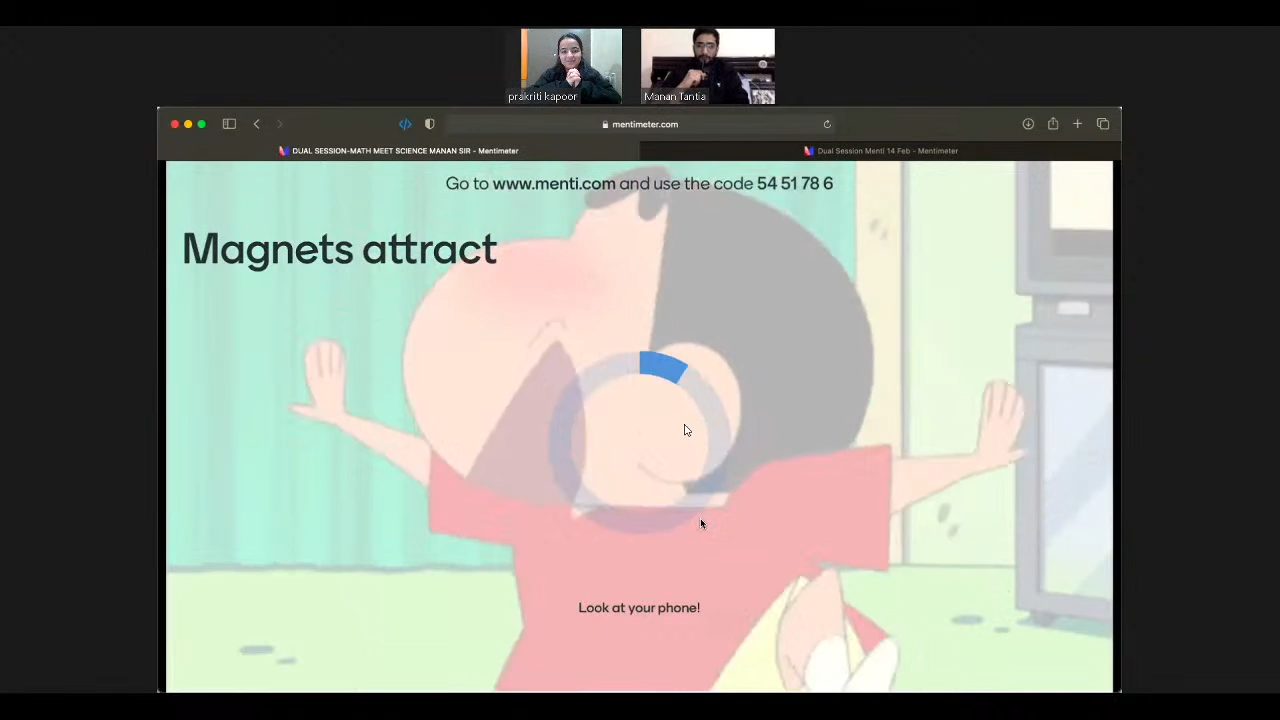 prakriti kapoor
Manan Tantia
mentimeter.com
DUAL SESSION-MATH MEET SCIENCE MANAN SIR - Mentimeter
Dual Session Menti 14 Feb - Mentimeter
Go to www.menti.com and use the code 54 51 78 6
Magnets attract
Look at your phone!